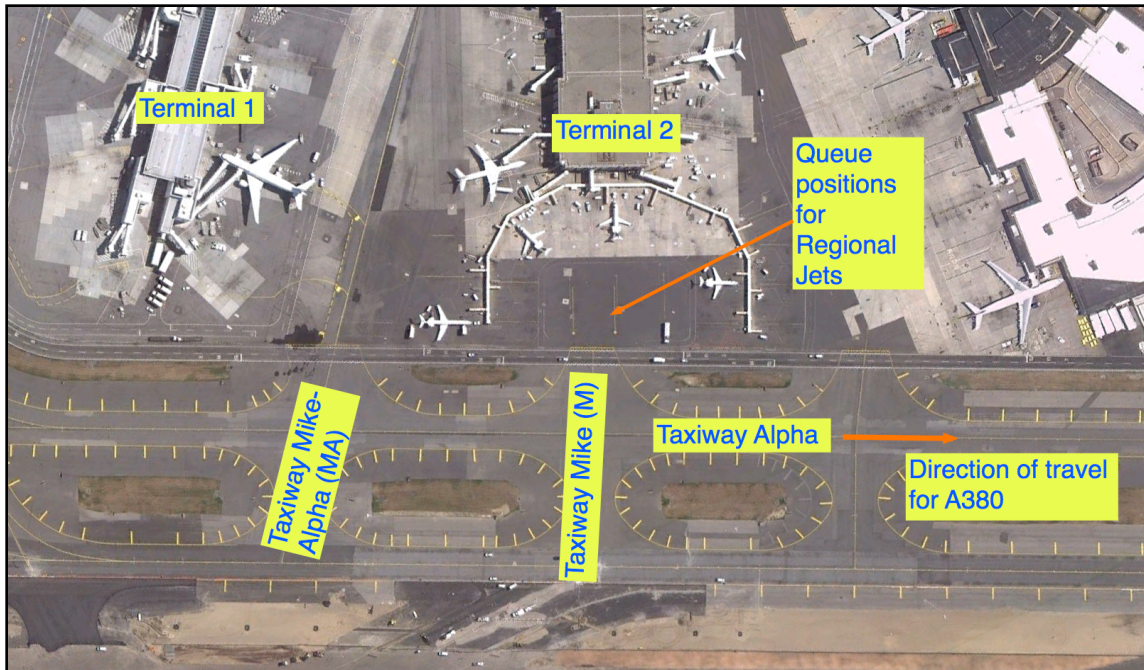 Terminal 1
Terminal 2
Queue
positions
for
Regional
Jets
Taxiway Mike-
Alpha (MA)
Taxiway Mike (M)
Taxiway Alpha
Direction of travel
for A380